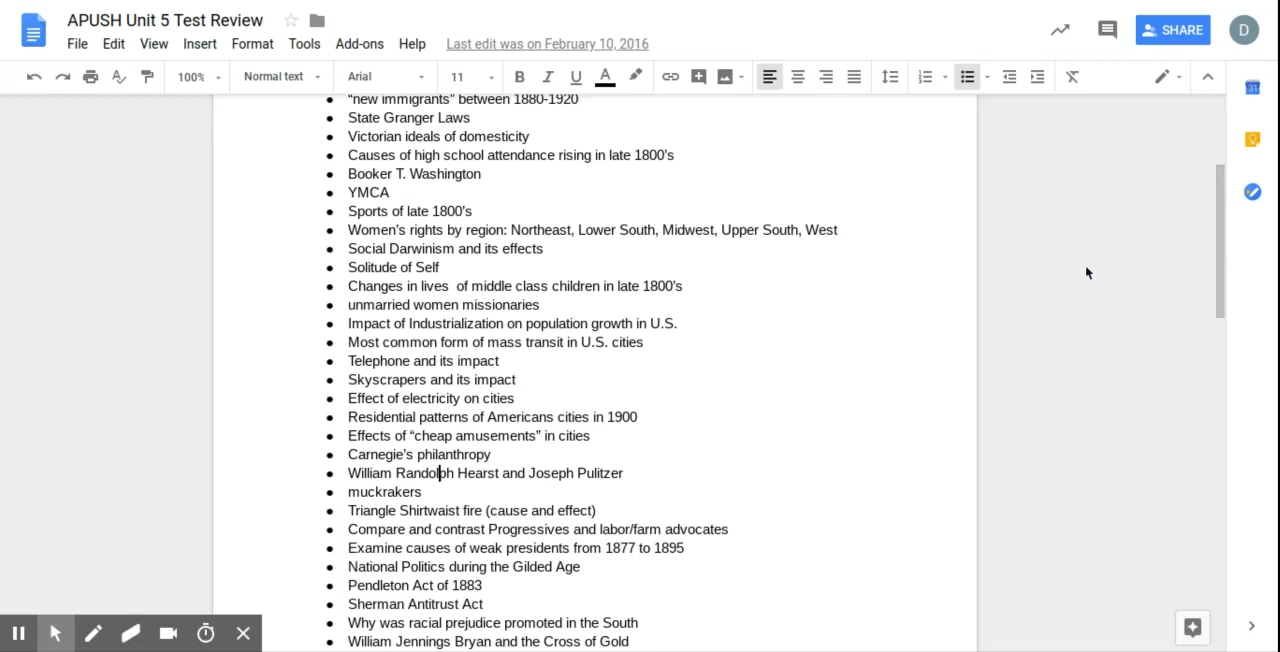 APUSH Unit 5 Test Review
SHARE
D
File Edit View Insert Format Tools Add-ons Help Last edit was on February 10, 2016
100% Normal text Arial 11 B I U A
31
● “new immigrants” between 1880-1920
● State Granger Laws
● Victorian ideals of domesticity
● Causes of high school attendance rising in late 1800’s
● Booker T. Washington
● YMCA
● Sports of late 1800’s
● Women’s rights by region: Northeast, Lower South, Midwest, Upper South, West
● Social Darwinism and its effects
● Solitude of Self
● Changes in lives  of middle class children in late 1800’s
● unmarried women missionaries
● Impact of Industrialization on population growth in U.S.
● Most common form of mass transit in U.S. cities
● Telephone and its impact
● Skyscrapers and its impact
● Effect of electricity on cities
● Residential patterns of Americans cities in 1900
● Effects of “cheap amusements” in cities
● Carnegie’s philanthropy
● William Randolph Hearst and Joseph Pulitzer
● muckrakers
● Triangle Shirtwaist fire (cause and effect)
● Compare and contrast Progressives and labor/farm advocates
● Examine causes of weak presidents from 1877 to 1895
● National Politics during the Gilded Age
● Pendleton Act of 1883
● Sherman Antitrust Act
● Why was racial prejudice promoted in the South
● William Jennings Bryan and the Cross of Gold